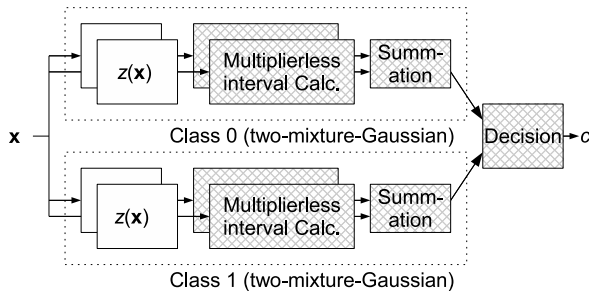 z(x)
Multiplierless
interval Calc.
Summ-
ation
Class 0 (two-mixture-Gaussian)
x
Decision
c
z(x)
Multiplierless
interval Calc.
Summ-
ation
Class 1 (two-mixture-Gaussian)